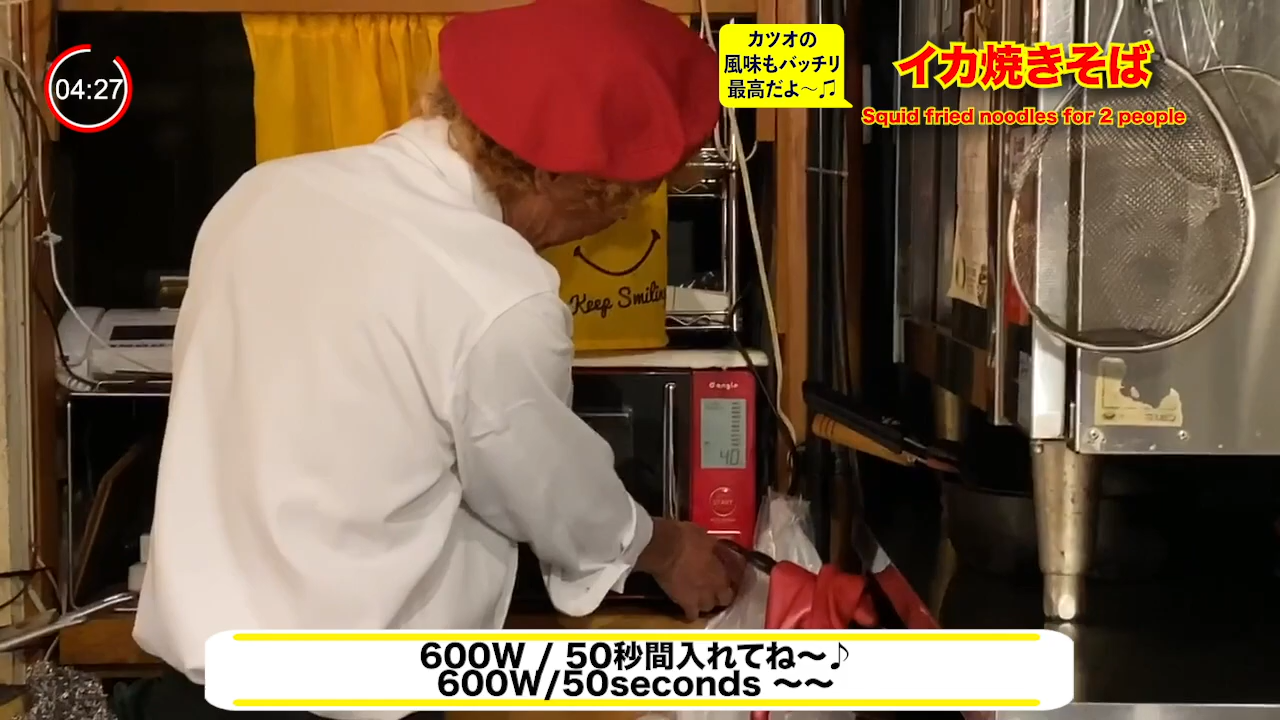 04:27
カツオの
風味もバッチリ
最高だよ～♫
イカ焼きそば
Squid fried noodles for 2 people
Keep Smilin
angle
40
START
600W / 50秒間入れてね～♪
600W/50seconds ～～